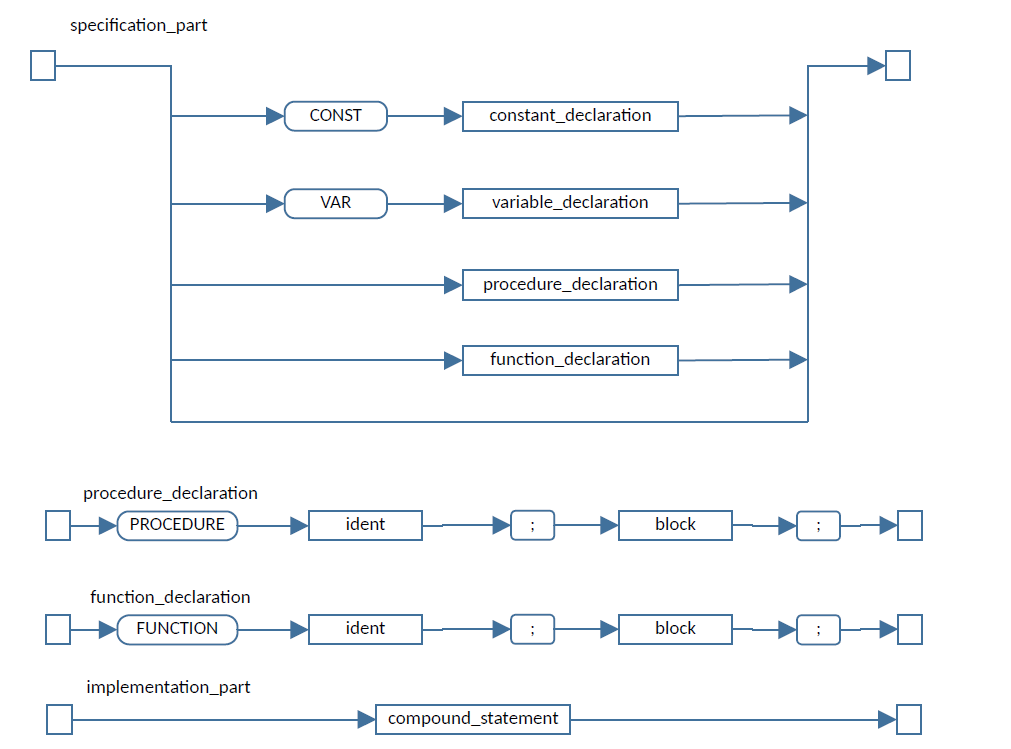 specification_part
CONST constant_declaration
VAR variable_declaration
procedure_declaration
function_declaration
procedure_declaration
PROCEDURE ident ; block ;
function_declaration
FUNCTION ident ; block ;
implementation_part
compound_statement